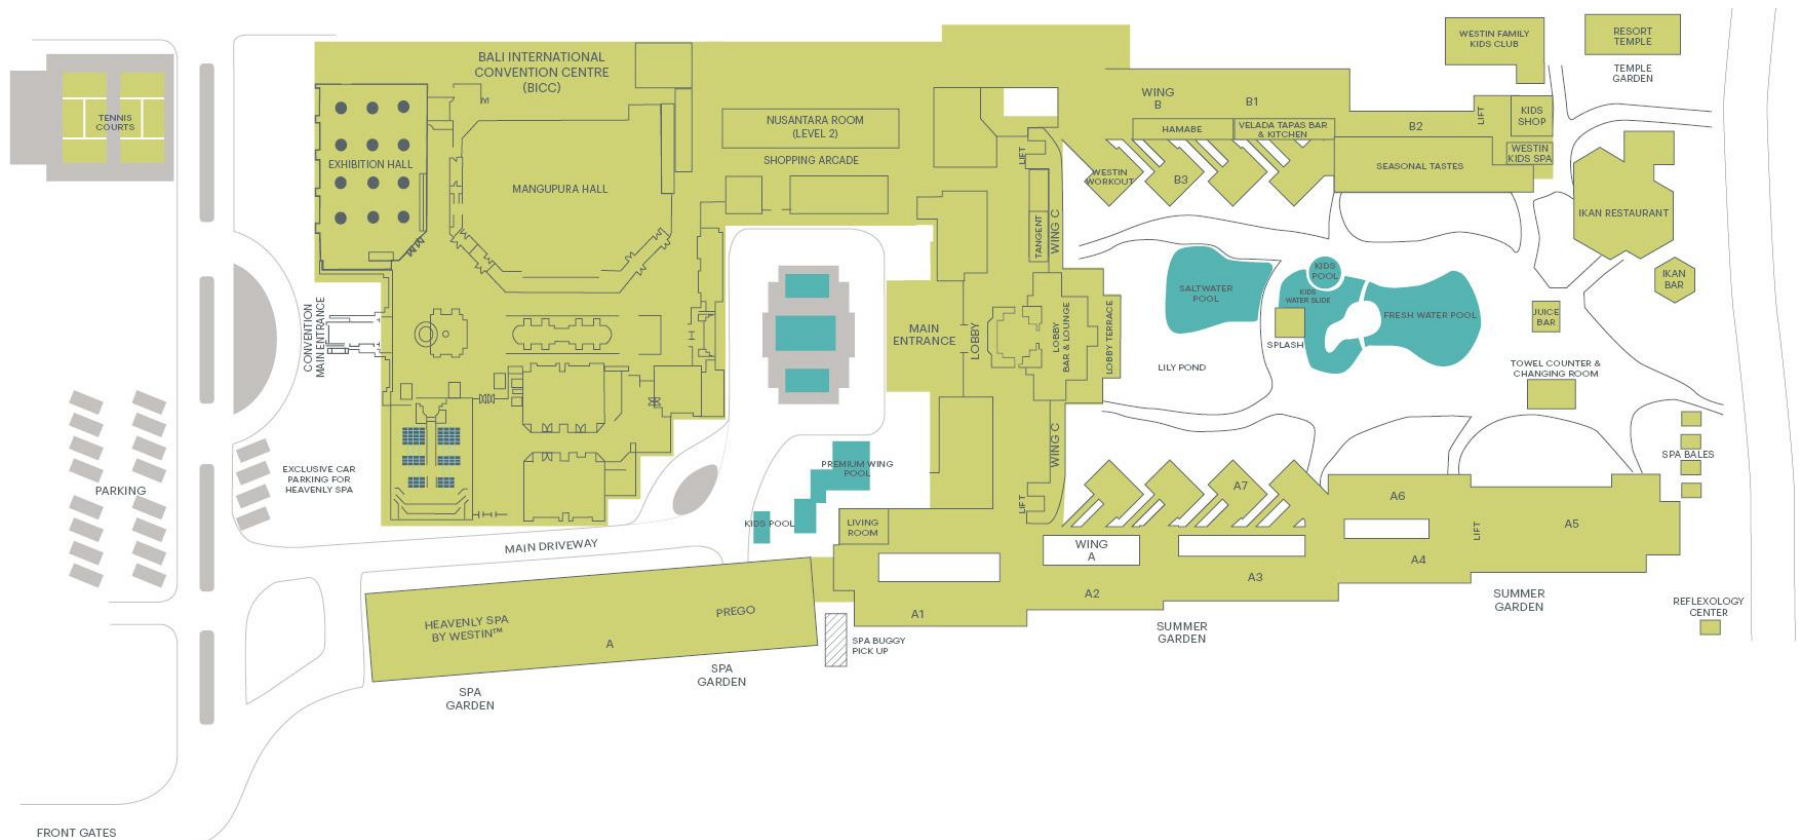 TENNIS
COURTS
BALI INTERNATIONAL
CONVENTION CENTRE
(BICC)
EXHIBITION HALL
MANGUPURA HALL
NUSANTARA ROOM
(LEVEL 2)
SHOPPING ARCADE
WING
B
B1
HAMABE
VELADA TAPAS BAR
& KITCHEN
B2
LIFT
WESTIN FAMILY
KIDS CLUB
RESORT
TEMPLE
TEMPLE
GARDEN
KIDS
SHOP
WESTIN
KIDS SPA
SEASONAL TASTES
LIFT
WESTIN
WORKOUT
B3
TANGENT
WING C
IKAN RESTAURANT
IKAN
BAR
CONVENTION
MAIN ENTRANCE
MAIN
ENTRANCE
LOBBY
LOBBY
BAR & LOUNGE
LOBBY TERRACE
SALTWATER
POOL
KIDS
POOL
KIDS
WATER SLIDE
FRESH WATER POOL
SPLASH
JUICE
BAR
LILY POND
TOWEL COUNTER &
CHANGING ROOM
WING C
LIFT
SPA BALES
PARKING
EXCLUSIVE CAR
PARKING FOR
HEAVENLY SPA
PREMIUM WING
POOL
KIDS POOL
LIVING
ROOM
MAIN DRIVEWAY
WING
A
A7
A6
LIFT
A5
A4
A3
A2
A1
HEAVENLY SPA
BY WESTIN™
A
PREGO
SPA BUGGY
PICK UP
SPA
GARDEN
SPA
GARDEN
SUMMER
GARDEN
SUMMER
GARDEN
REFLEXOLOGY
CENTER
FRONT GATES